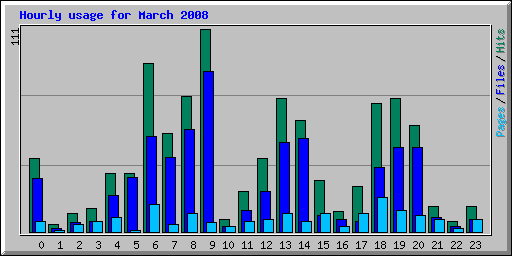 Hourly usage for March 2008
111
Pages / Files / Hits
0 1 2 3 4 5 6 7 8 9 10 11 12 13 14 15 16 17 18 19 20 21 22 23